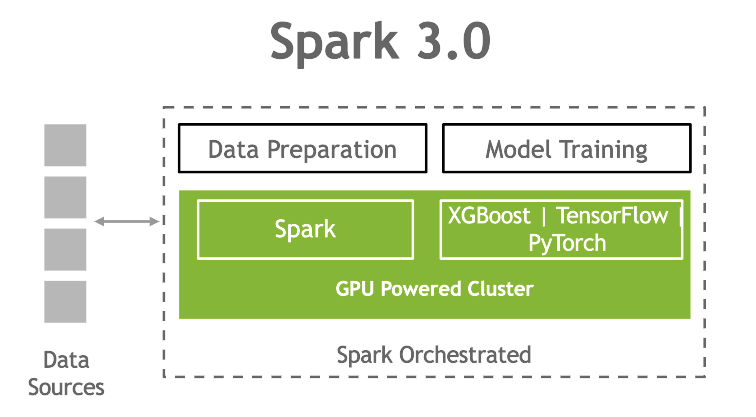 Spark 3.0
Data Preparation
Model Training
Spark
XGBoost | TensorFlow |
PyTorch
GPU Powered Cluster
Spark Orchestrated
Data
Sources